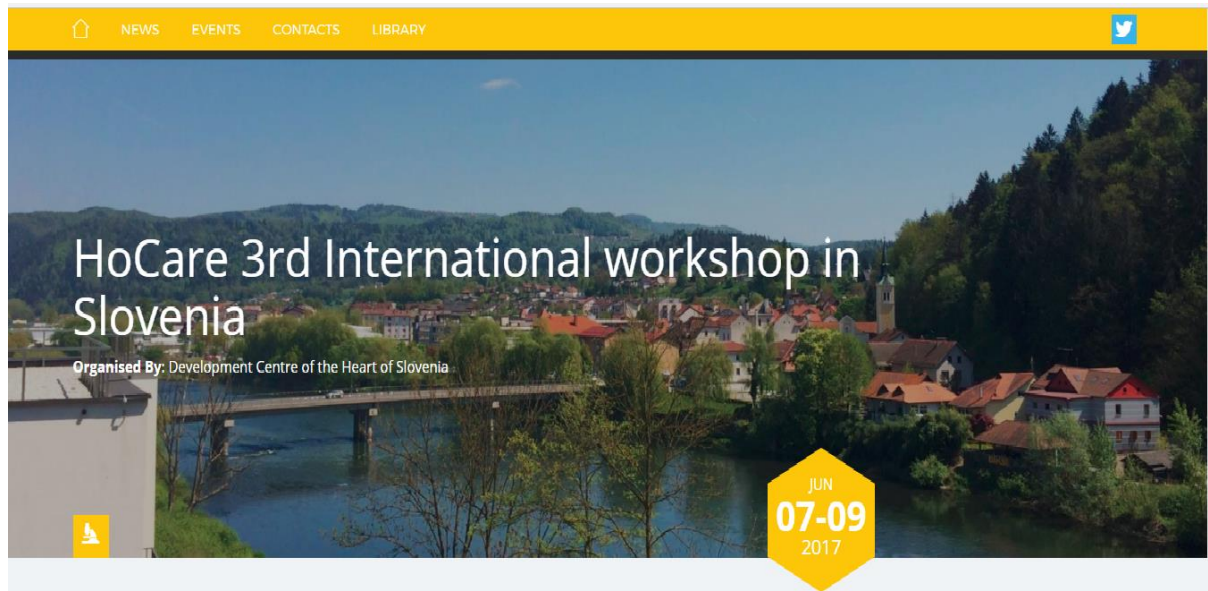 NEWS EVENTS CONTACTS LIBRARY
HoCare 3rd International workshop in
Slovenia
Organised By: Development Centre of the Heart of Slovenia
JUN
07-09
2017